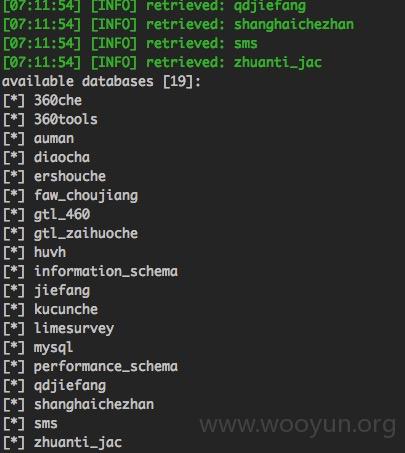 [07:11:54] [INFO] retrieved: qdjiefang
[07:11:54] [INFO] retrieved: shanghaichezhan
[07:11:54] [INFO] retrieved: sms
[07:11:54] [INFO] retrieved: zhuanti_jac
available databases [19]:
[*] 360che
[*] 360tools
[*] auman
[*] diaocha
[*] ershouche
[*] faw_choujiang
[*] gtl_460
[*] gtl_zaihuoche
[*] huvh
[*] information_schema
[*] jiefang
[*] kucunche
[*] limesurvey
[*] mysql
[*] performance_schema
[*] qdjiefang
[*] shanghaichezhan
[*] sms
[*] zhuanti_jac
www.wooyun.org